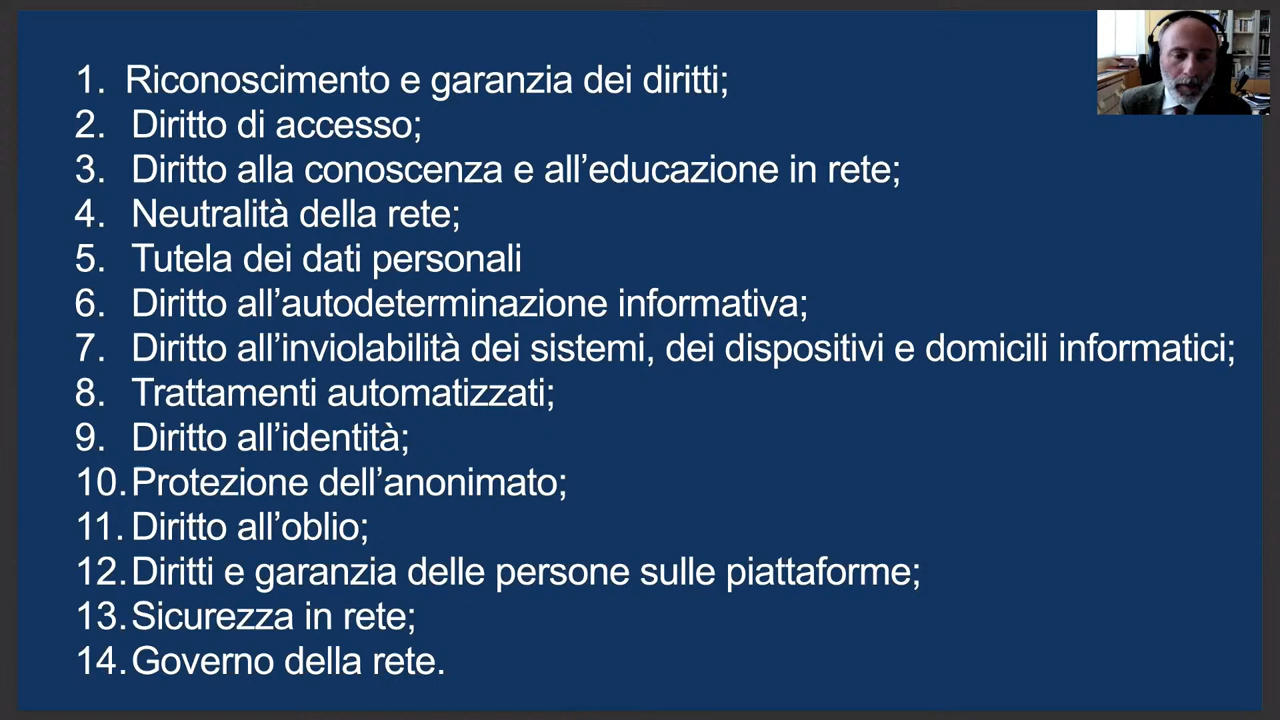 1. Riconoscimento e garanzia dei diritti;
2. Diritto di accesso;
3. Diritto alla conoscenza e all’educazione in rete;
4. Neutralità della rete;
5. Tutela dei dati personali
6. Diritto all’autodeterminazione informativa;
7. Diritto all’inviolabilità dei sistemi, dei dispositivi e domicili informatici;
8. Trattamenti automatizzati;
9. Diritto all’identità;
10. Protezione dell’anonimato;
11. Diritto all’oblio;
12. Diritti e garanzia delle persone sulle piattaforme;
13. Sicurezza in rete;
14. Governo della rete.